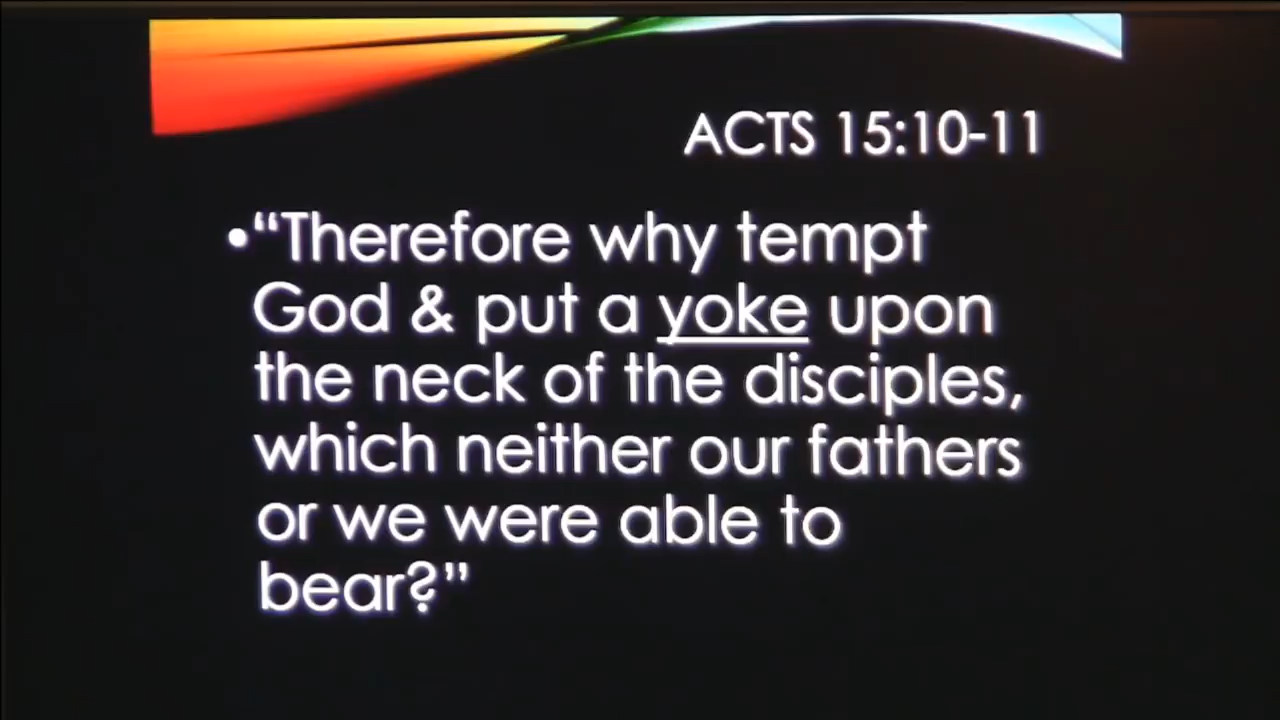 ACTS 15:10-11
•“Therefore why tempt
God & put a yoke upon
the neck of the disciples,
which neither our fathers
or we were able to
bear?”